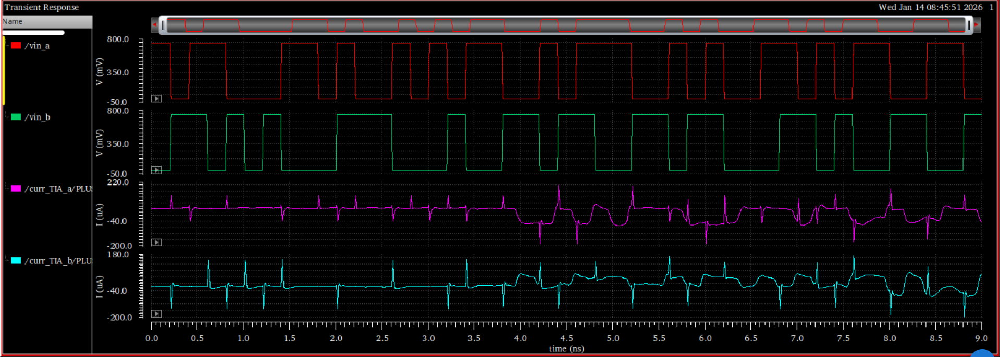 Transient Response
Wed Jan 14 08:45:51 2026 1
Name
/vin_a
800.0
350.0
-50.0
V (mV)
/vin_b
800.0
350.0
-50.0
V (mV)
/curr_TIA_a/PLU
220.0
-40.0
-200.0
I (uA)
/curr_TIA_b/PLU
180.0
-40.0
-200.0
I (uA)
0.0 0.5 1.0 1.5 2.0 2.5 3.0 3.5 4.0 4.5 5.0 5.5 6.0 6.5 7.0 7.5 8.0 8.5 9.0
time (ns)